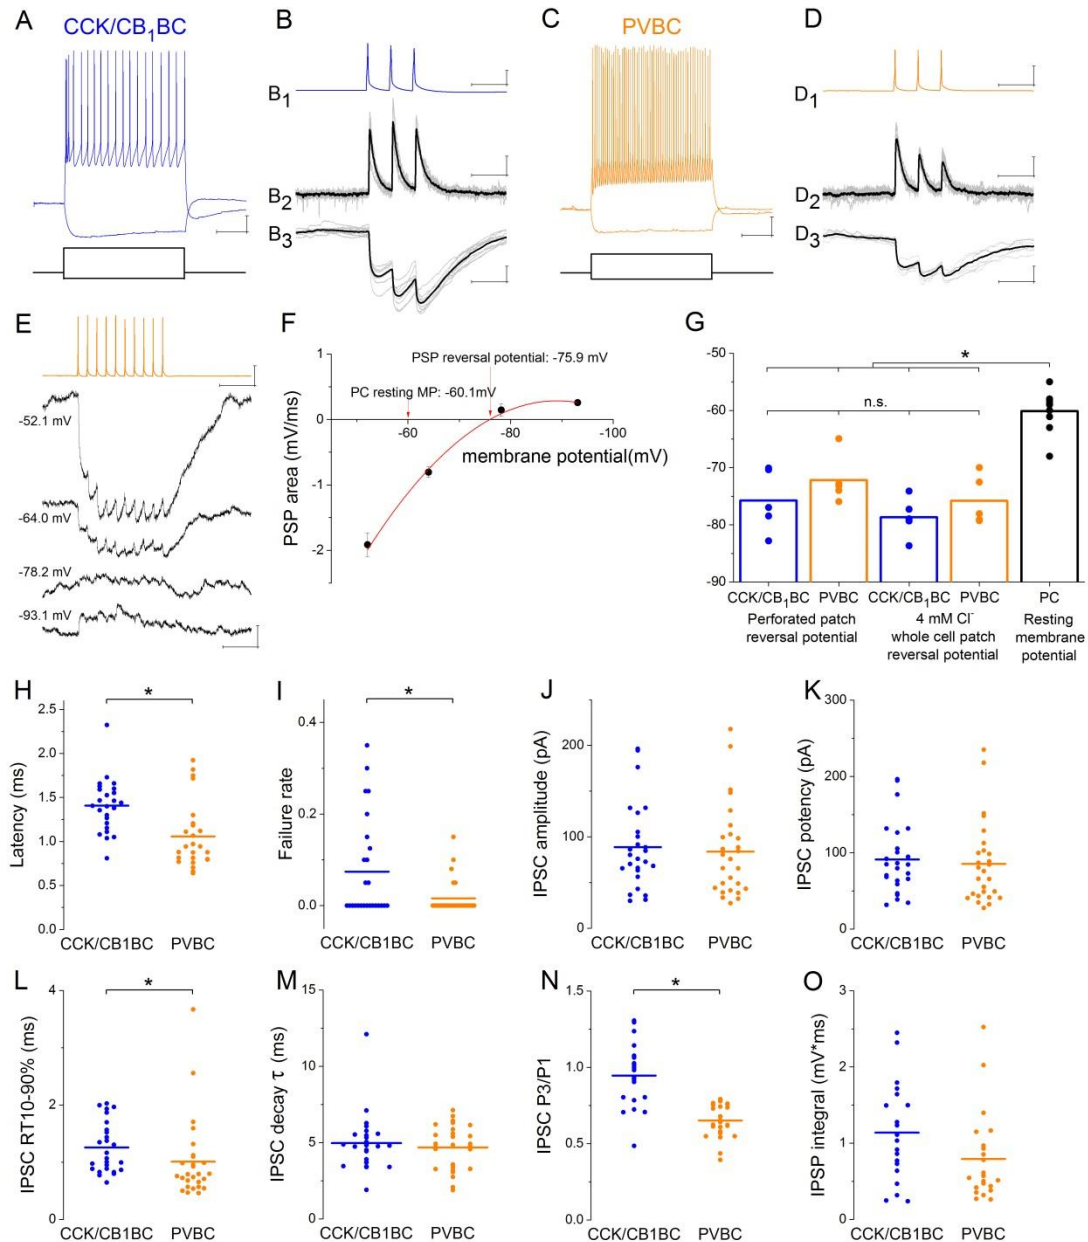 A
CCK/CB1BC
B
B1
B2
B3
C
PVBC
D
D1
D2
D3
E
-52.1 mV
-64.0 mV
-78.2 mV
-93.1 mV
F
PSP area (mV/ms)
1
0
-1
-2
PSP reversal potential: -75.9 mV
PC resting MP: -60.1mV
-60
-80
-100
membrane potential(mV)
G
-50
-60
-70
-80
-90
*
n.s.
CCK/CB1BC PVBC CCK/CB1BC PVBC PC
Perforated patch
reversal potential
4 mM Cl-
whole cell patch
reversal potential
Resting
membrane
potential
H
Latency (ms)
2.5
2.0
1.5
1.0
0.5
0.0
*
CCK/CB1BC PVBC
I
Failure rate
0.4
0.2
0.0
*
CCK/CB1BC PVBC
J
IPSC amplitude (pA)
200
100
0
CCK/CB1BC PVBC
K
IPSC potency (pA)
300
200
100
0
CCK/CB1BC PVBC
L
IPSC RT10-90% (ms)
4
2
0
*
CCK/CB1BC PVBC
M
IPSC decay τ (ms)
15
10
5
0
CCK/CB1BC PVBC
N
IPSC P3/P1
1.5
1.0
0.5
0.0
*
CCK/CB1BC PVBC
O
IPSP integral (mV*ms)
3
2
1
0
CCK/CB1BC PVBC